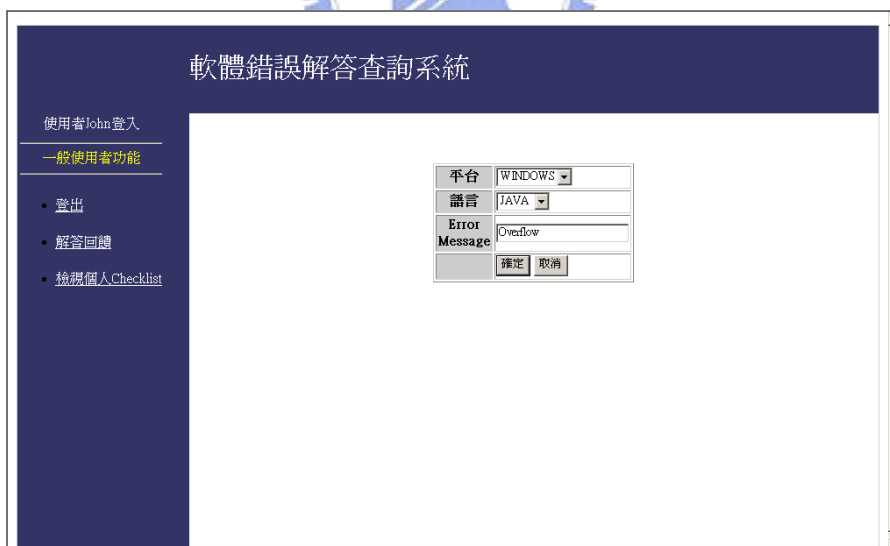 軟體錯誤解答查詢系統
使用者John登入
一般使用者功能
登出
解答回饋
檢視個人Checklist
平台 WINDOWS
語言 JAVA
Error
Message Overflow
確定 取消